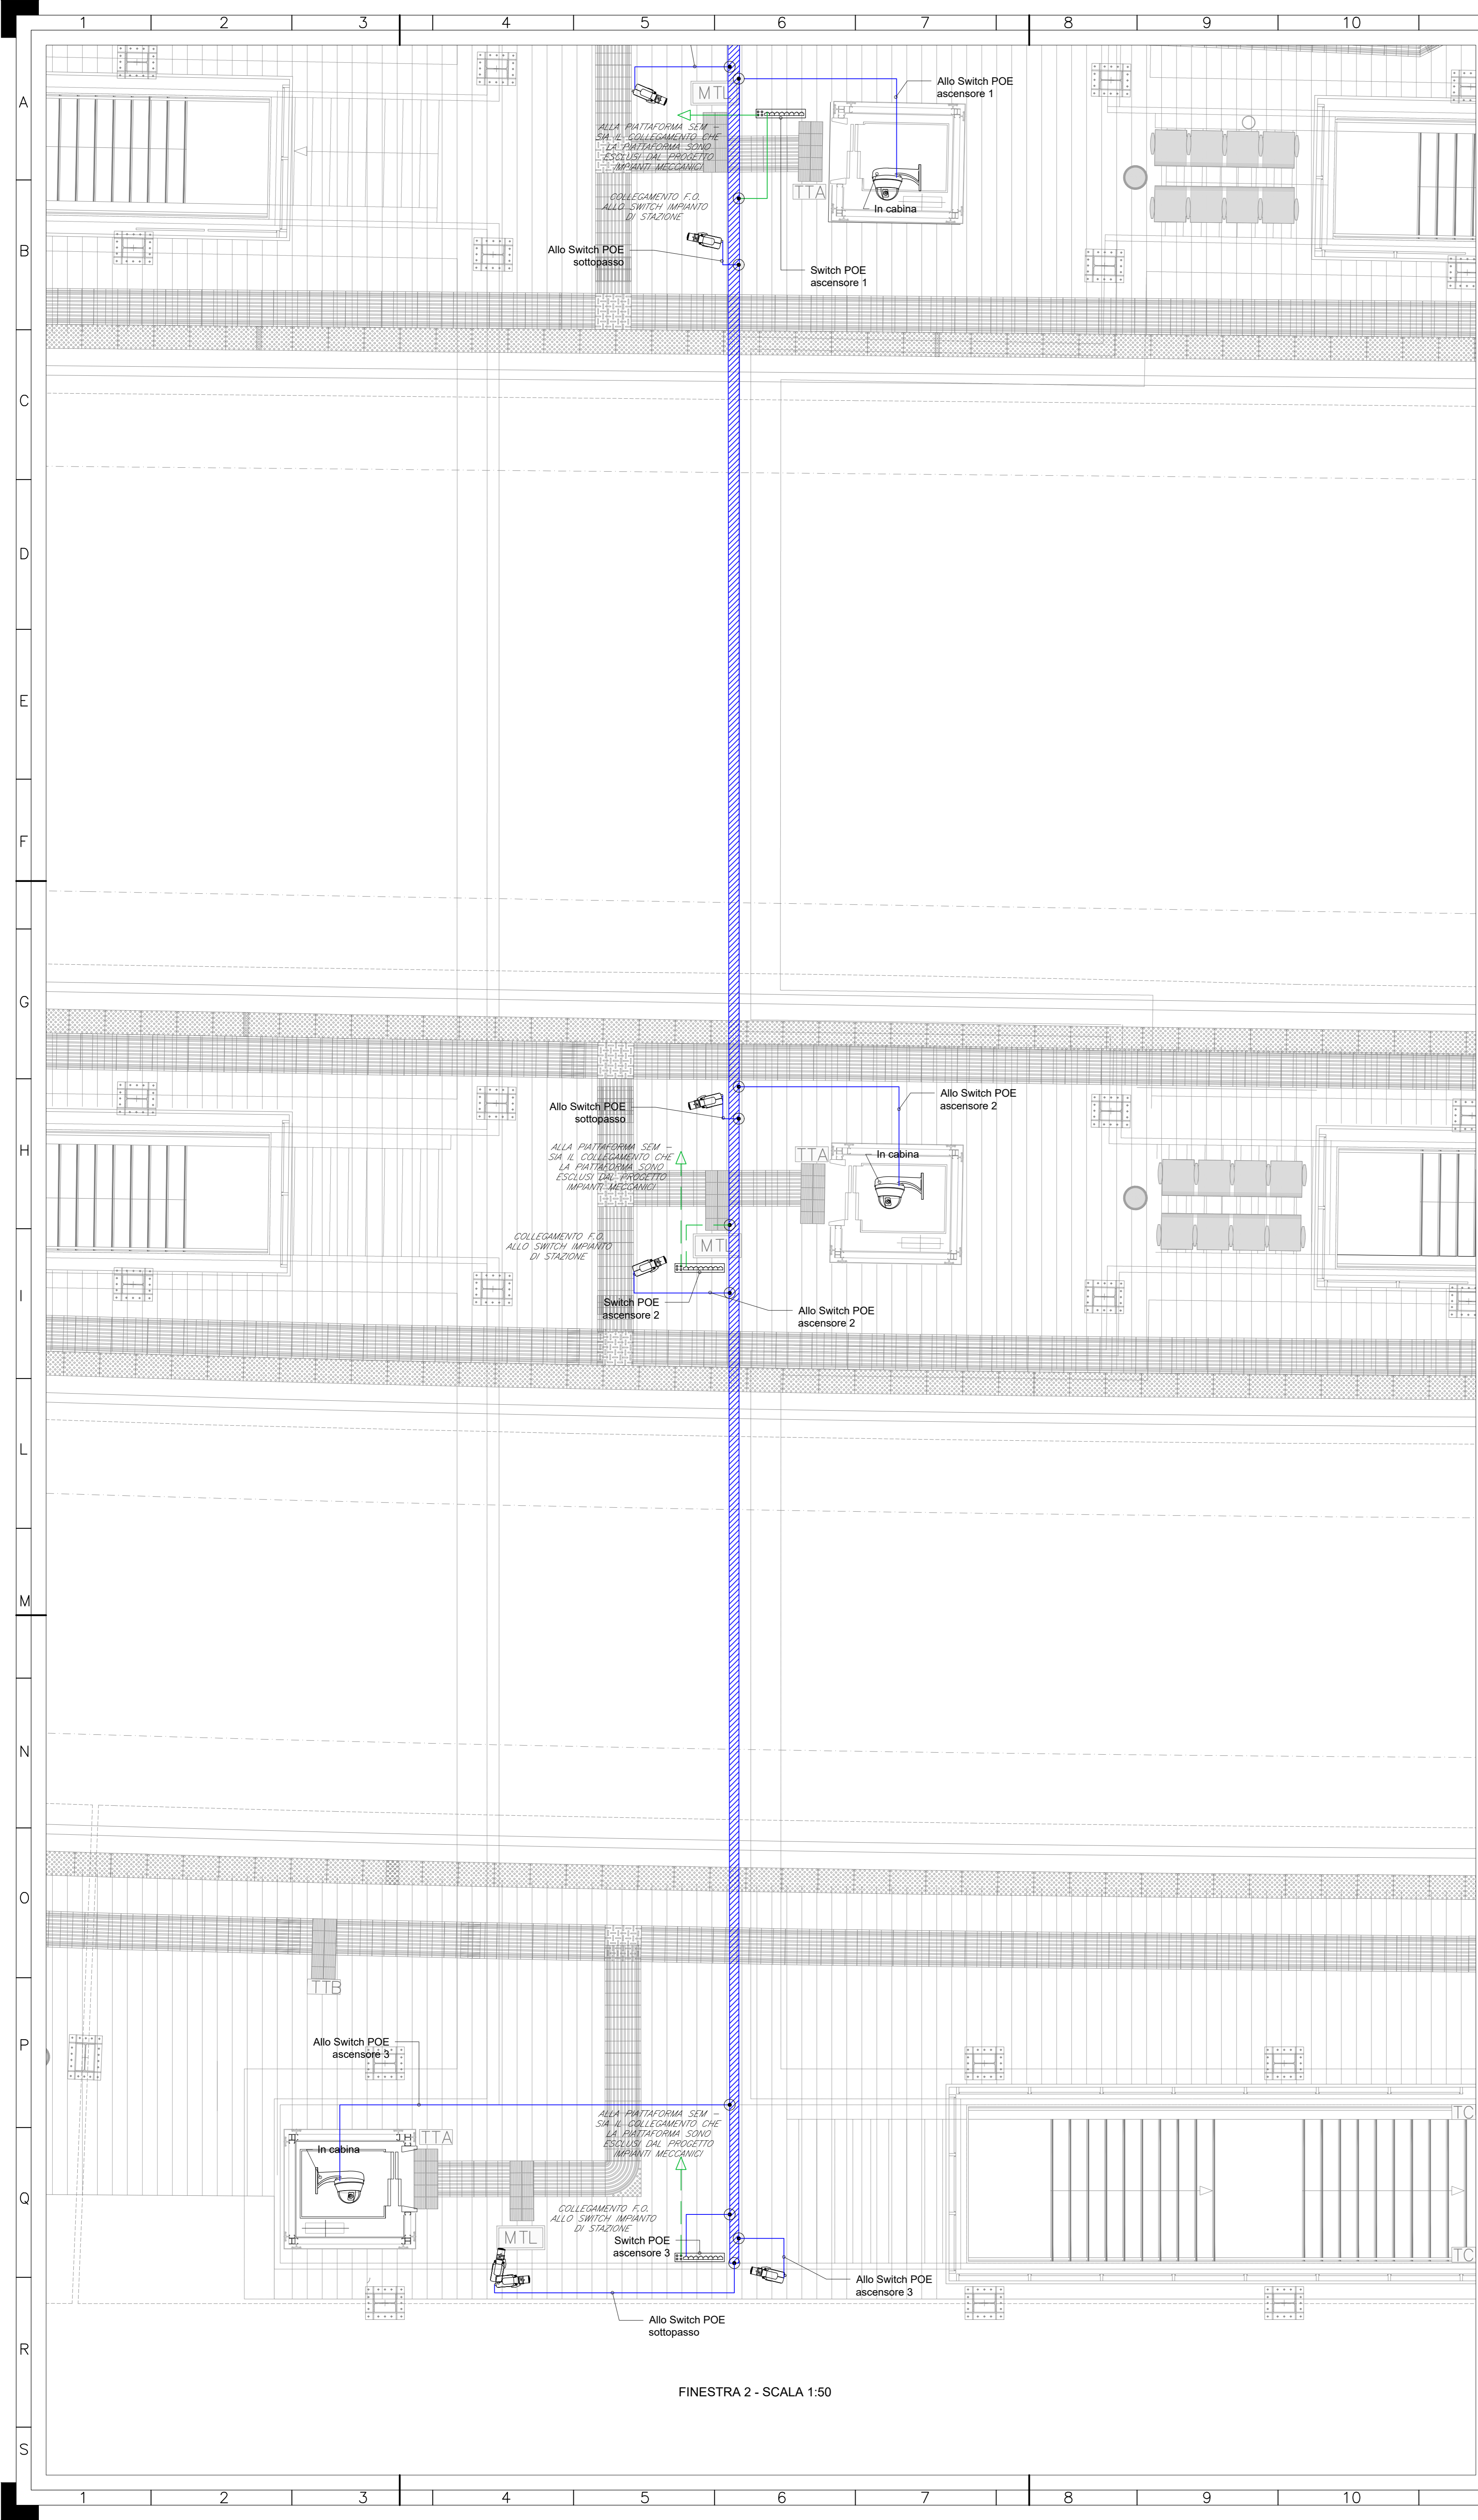 1 2 3 4 5 6 7 8 9 10
A
MTL
Allo Switch POE
ascensore 1
ALLA PIATTAFORMA SEM –
SIA IL COLLEGAMENTO CHE
LA PIATTAFORMA SONO
ESCLUSI DAL PROGETTO
IMPIANTI MECCANICI
TTA
In cabina
COLLEGAMENTO F.O.
ALLO SWITCH IMPIANTO
DI STAZIONE
B
Allo Switch POE
sottopasso
Switch POE
ascensore 1
C
D
E
F
G
Allo Switch POE
ascensore 2
Allo Switch POE
sottopasso
H
ALLA PIATTAFORMA SEM –
SIA IL COLLEGAMENTO CHE
LA PIATTAFORMA SONO
ESCLUSI DAL PROGETTO
IMPIANTI MECCANICI
TTA
In cabina
COLLEGAMENTO F.O.
ALLO SWITCH IMPIANTO
DI STAZIONE
MTL
I
Switch POE
ascensore 2
Allo Switch POE
ascensore 2
L
M
N
O
TTB
P
Allo Switch POE
ascensore 3
ALLA PIATTAFORMA SEM –
SIA IL COLLEGAMENTO CHE
LA PIATTAFORMA SONO
ESCLUSI DAL PROGETTO
IMPIANTI MECCANICI
TC
TTA
In cabina
Q
COLLEGAMENTO F.O.
ALLO SWITCH IMPIANTO
DI STAZIONE
MTL
Switch POE
ascensore 3
TC
Allo Switch POE
ascensore 3
Allo Switch POE
sottopasso
R
FINESTRA 2 - SCALA 1:50
S
1 2 3 4 5 6 7 8 9 10